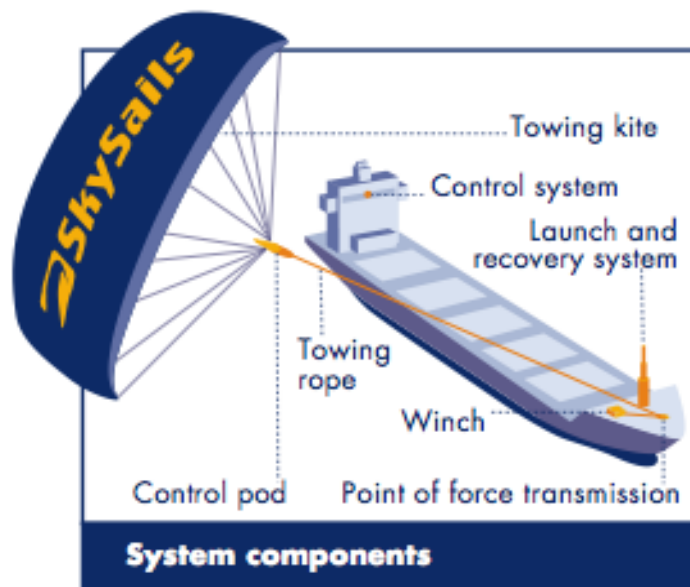 SkySails
Towing kite
Control system
Launch and
recovery system
Towing
rope
Winch
Control pod
Point of force transmission
System components